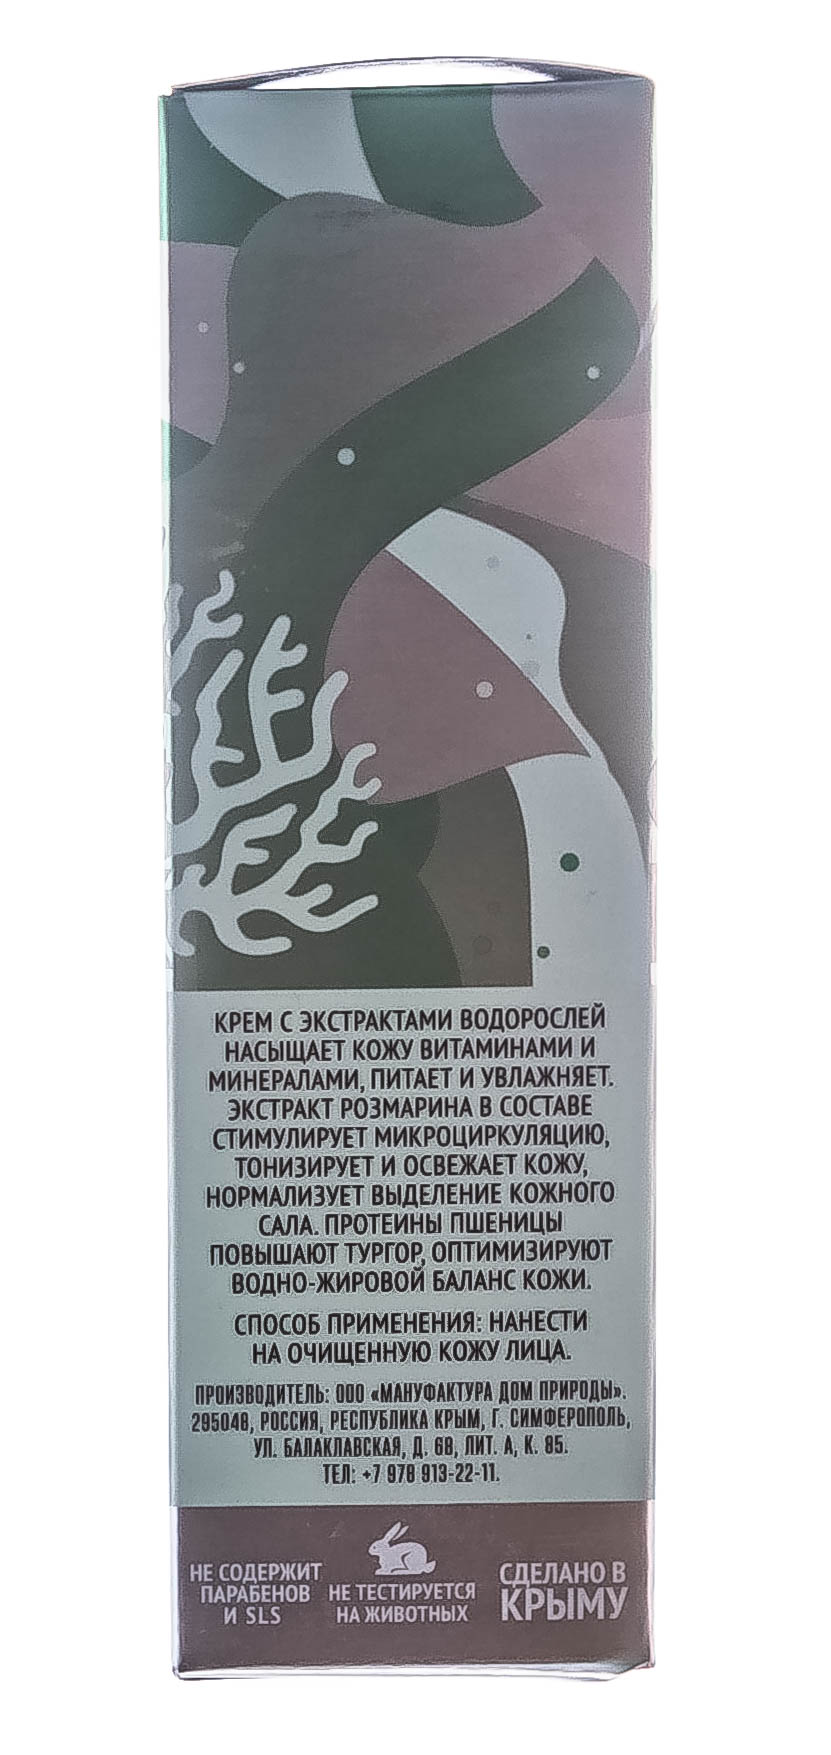 КРЕМ С ЭКСТРАКТАМИ ВОДОРОСЛЕЙ
НАСЫЩАЕТ КОЖУ ВИТАМИНАМИ И
МИНЕРАЛАМИ, ПИТАЕТ И УВЛАЖНЯЕТ.
ЭКСТРАКТ РОЗМАРИНА В СОСТАВЕ
СТИМУЛИРУЕТ МИКРОЦИРКУЛЯЦИЮ,
ТОНИЗИРУЕТ И ОСВЕЖАЕТ КОЖУ,
НОРМАЛИЗУЕТ ВЫДЕЛЕНИЕ КОЖНОГО
САЛА. ПРОТЕИНЫ ПШЕНИЦЫ
ПОВЫШАЮТ ТУРГОР, ОПТИМИЗИРУЮТ
ВОДНО-ЖИРОВОЙ БАЛАНС КОЖИ.
СПОСОБ ПРИМЕНЕНИЯ: НАНЕСТИ
НА ОЧИЩЕННУЮ КОЖУ ЛИЦА.
ПРОИЗВОДИТЕЛЬ: ООО «МАНУФАКТУРА ДОМ ПРИРОДЫ».
295048, РОССИЯ, РЕСПУБЛИКА КРЫМ, Г. СИМФЕРОПОЛЬ,
УЛ. БАЛАКЛАВСКАЯ, Д. 68, ЛИТ. А, К. 85.
ТЕЛ: +7 978 913-22-11.
НЕ СОДЕРЖИТ
ПАРАБЕНОВ
И SLS
НЕ ТЕСТИРУЕТСЯ
НА ЖИВОТНЫХ
СДЕЛАНО В
КРЫМУ